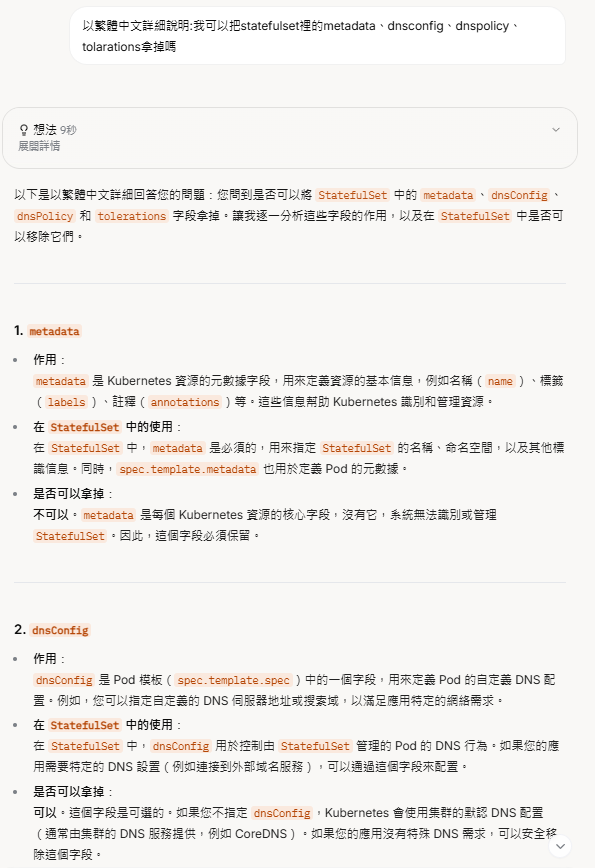 以繁體中文詳細說明:我可以把statefulset裡的metadata、dnsconfig、dnspolicy、
tolarations拿掉嗎
想法 9秒
展開詳情
以下是以繁體中文詳細回答您的問題：您問到是否可以將 StatefulSet 中的 metadata、dnsConfig、
dnsPolicy 和 tolerations 字段拿掉。讓我逐一分析這些字段的作用，以及在 StatefulSet 中是否可
以移除它們。
1. metadata
作用：
metadata 是 Kubernetes 資源的元數據字段，用來定義資源的基本信息，例如名稱（name）、標籤
（labels）、註釋（annotations）等。這些信息幫助 Kubernetes 識別和管理資源。
在 StatefulSet 中的使用：
在 StatefulSet 中，metadata 是必須的，用來指定 StatefulSet 的名稱、命名空間，以及其他標
識信息。同時，spec.template.metadata 也用於定義 Pod 的元數據。
是否可以拿掉：
不可以。metadata 是每個 Kubernetes 資源的核心字段，沒有它，系統無法識別或管理
StatefulSet。因此，這個字段必須保留。
2. dnsConfig
作用：
dnsConfig 是 Pod 模板（spec.template.spec）中的一個字段，用來定義 Pod 的自定義 DNS 配
置。例如，您可以指定自定義的 DNS 伺服器地址或搜索域，以滿足應用特定的網絡需求。
在 StatefulSet 中的使用：
在 StatefulSet 中，dnsConfig 用於控制由 StatefulSet 管理的 Pod 的 DNS 行為。如果您的應
用需要特定的 DNS 設置（例如連接到外部域名服務），可以通過這個字段來配置。
是否可以拿掉：
可以。這個字段是可選的。如果您不指定 dnsConfig，Kubernetes 會使用集群的默認 DNS 配置
（通常由集群的 DNS 服務提供，例如 CoreDNS）。如果您的應用沒有特殊 DNS 需求，可以安全移
除這個字段。